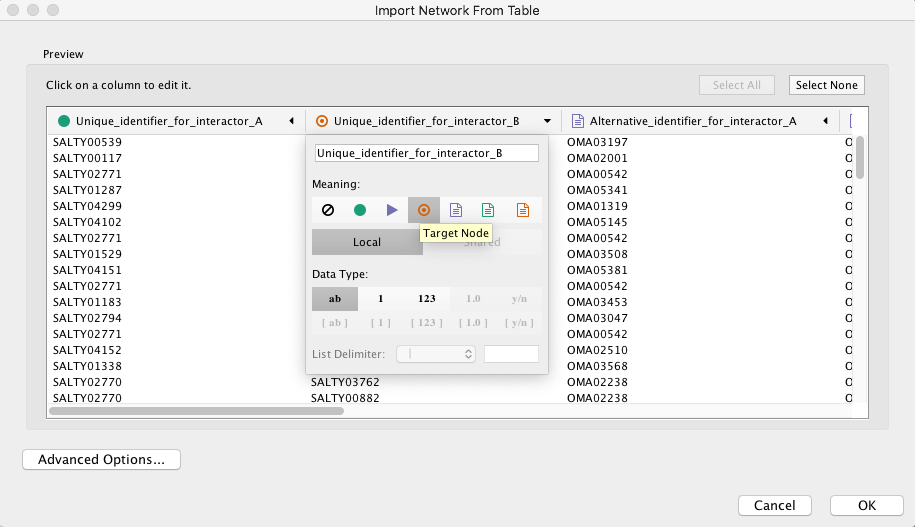 Import Network From Table
Preview
Click on a column to edit it.
Select All
Select None
Unique_identifier_for_interactor_A
Unique_identifier_for_interactor_B
Alternative_identifier_for_interactor_A
SALTY00539
OMA03197
O
SALTY00117
OMA02001
O
SALTY02771
OMA00542
O
SALTY01287
OMA05341
O
SALTY04299
OMA01319
O
SALTY04102
OMA05145
O
SALTY02771
OMA00542
O
SALTY01529
OMA03508
O
SALTY04151
OMA05381
O
SALTY02771
OMA00542
O
SALTY01183
OMA03453
O
SALTY02794
OMA03047
O
SALTY02771
OMA00542
O
SALTY04152
OMA02510
O
SALTY01338
OMA03568
O
SALTY02770
SALTY03762
OMA02238
O
SALTY02770
SALTY00882
OMA02238
O
Unique_identifier_for_interactor_B
Meaning:
Target Node
Local
Shared
Data Type:
ab
1
123
1.0
y/n
[ ab ]
[ 1 ]
[ 123 ]
[ 1.0 ]
[ y/n ]
List Delimiter:
|
Advanced Options...
Cancel
OK